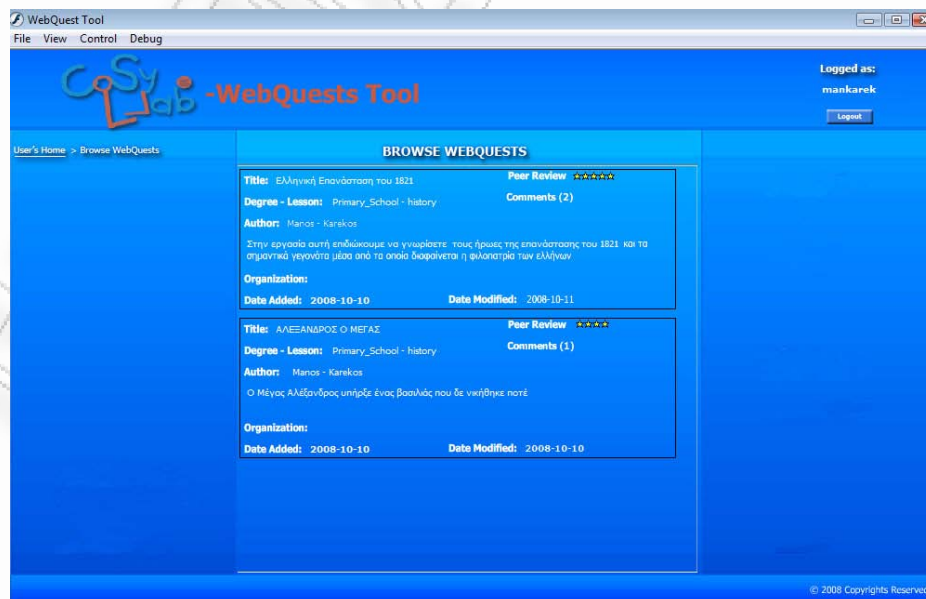 WebQuest Tool
File View Control Debug
CoSy Lab -WebQuests Tool
Logged as:
mankarek
Logout
User's Home > Browse WebQuests
BROWSE WEBQUESTS
Title: Ελληνική Επανάσταση του 1821
Peer Review
Degree - Lesson: Primary_School - history
Comments (2)
Author: Manos - Karekos
Στην εργασία αυτή επιδιώκουμε να γνωρίσετε τους ήρωες της επανάστασης του 1821 και τα
σημαντικά γεγονότα μέσα από τα οποία διαφαίνεται η φιλοπατρία των ελλήνων
Organization:
Date Added: 2008-10-10 Date Modified: 2008-10-11
Title: ΑΛΕΞΑΝΔΡΟΣ Ο ΜΕΓΑΣ
Peer Review
Degree - Lesson: Primary_School - history
Comments (1)
Author: Manos - Karekos
Ο Μέγας Αλέξανδρος υπήρξε ένας βασιλιάς που δε νικήθηκε ποτέ
Organization:
Date Added: 2008-10-10 Date Modified: 2008-10-10
© 2008 Copyrights Reserved